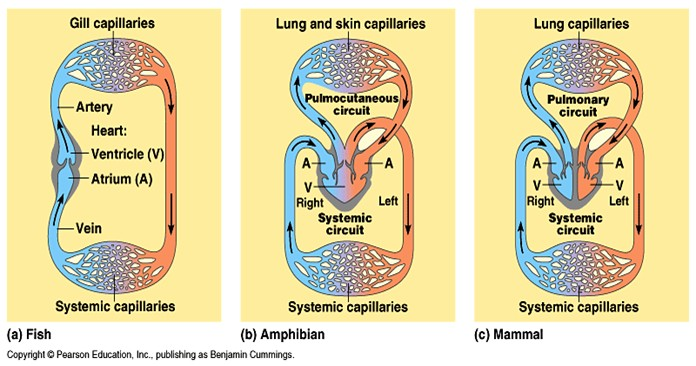 Gill capillaries
Artery
Heart:
Ventricle (V)
Atrium (A)
Vein
Systemic capillaries
(a) Fish
Lung and skin capillaries
Pulmocutaneous
circuit
A
A
V
Right
Left
Systemic
circuit
Systemic capillaries
(b) Amphibian
Lung capillaries
Pulmonary
circuit
A
A
V
V
Right
Left
Systemic
circuit
Systemic capillaries
(c) Mammal
Copyright © Pearson Education, Inc., publishing as Benjamin Cummings.